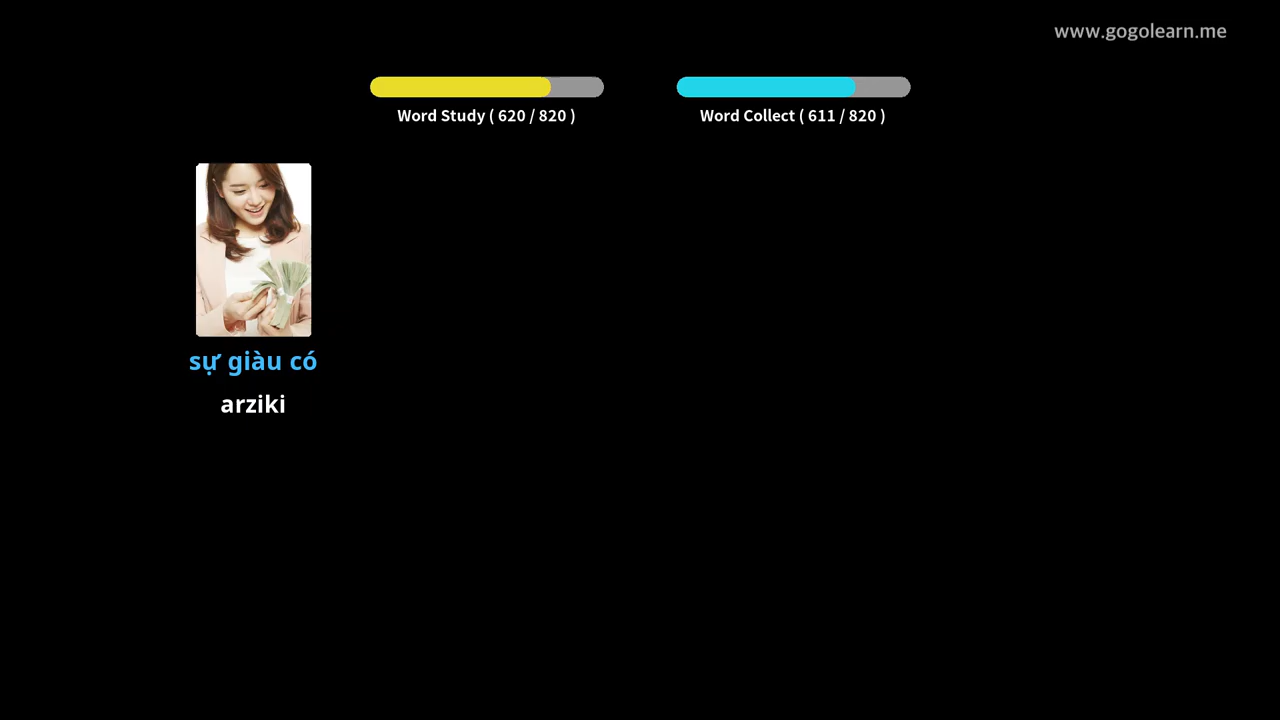 www.gogolearn.me
Word Study ( 620 / 820 )
Word Collect ( 611 / 820 )
sự giàu có
arziki